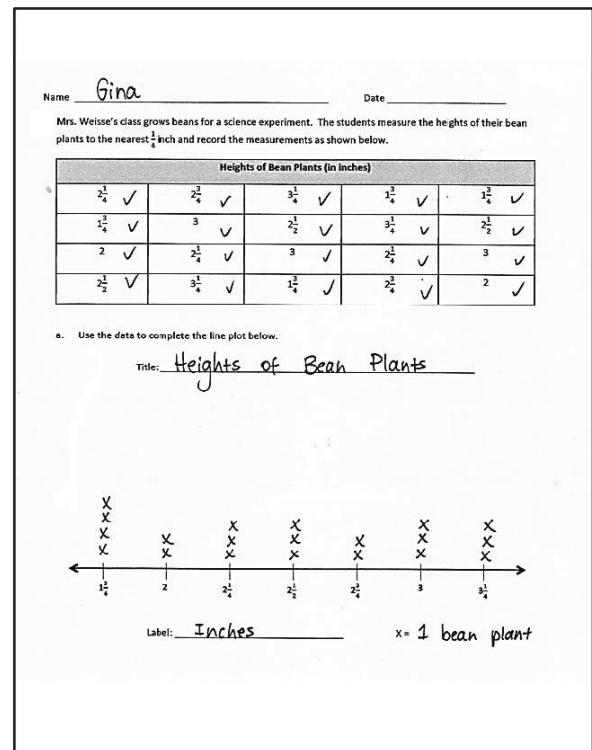 Name Gina Date
Mrs. Weisse's class grows beans for a science experiment. The students measure the heights of their bean
plants to the nearest 1/4 inch and record the measurements as shown below.
Heights of Bean Plants (in inches)
2 1/4 ✓ 2 3/4 ✓ 3 1/4 ✓ 1 3/4 ✓ 1 3/4 ✓
1 3/4 ✓ 3 ✓ 2 1/2 ✓ 3 1/4 ✓ 2 1/2 ✓
2 ✓ 2 1/4 ✓ 3 ✓ 2 1/4 ✓ 3 ✓
2 1/2 ✓ 3 1/4 ✓ 1 3/4 ✓ 2 3/4 ✓ 2 ✓
a. Use the data to complete the line plot below.
Title: Heights of Bean Plants
X
X X X X X
X X X X X X X
X X X X X X X
1 3/4 2 2 1/4 2 1/2 2 3/4 3 3 1/4
Label: Inches x = 1 bean plant